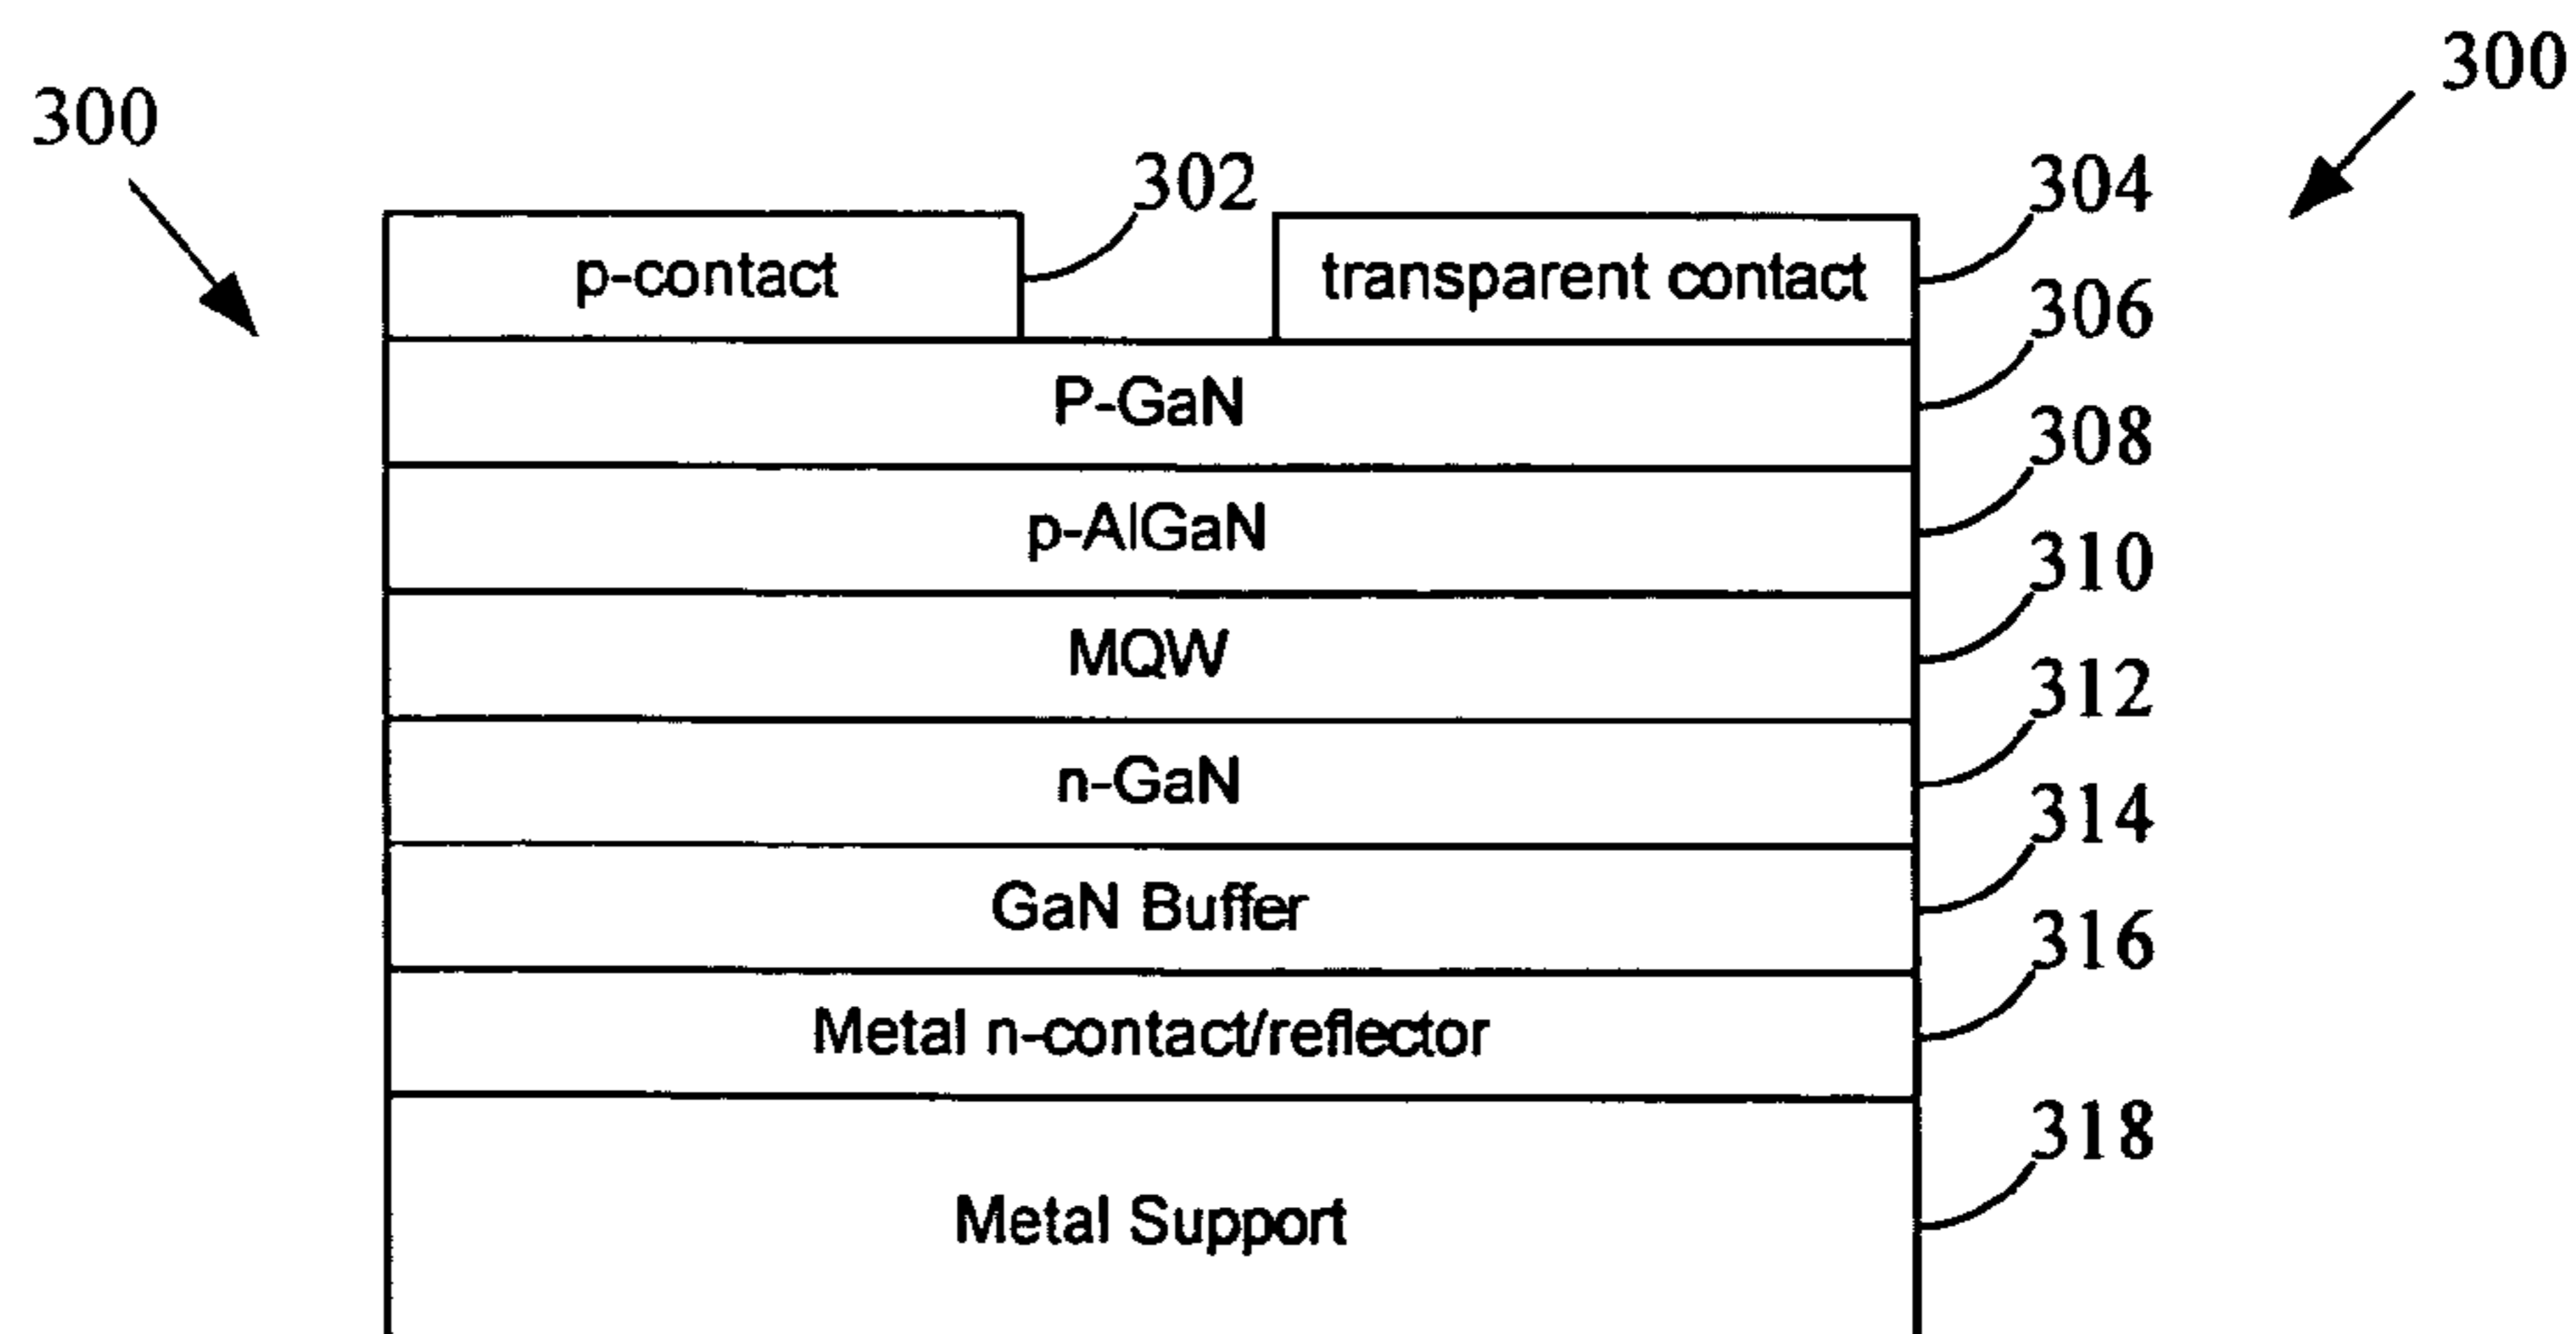 300
300
302
304
p-contact
transparent contact
306
P-GaN
308
p-AlGaN
310
MQW
312
n-GaN
314
GaN Buffer
316
Metal n-contact/reflector
318
Metal Support